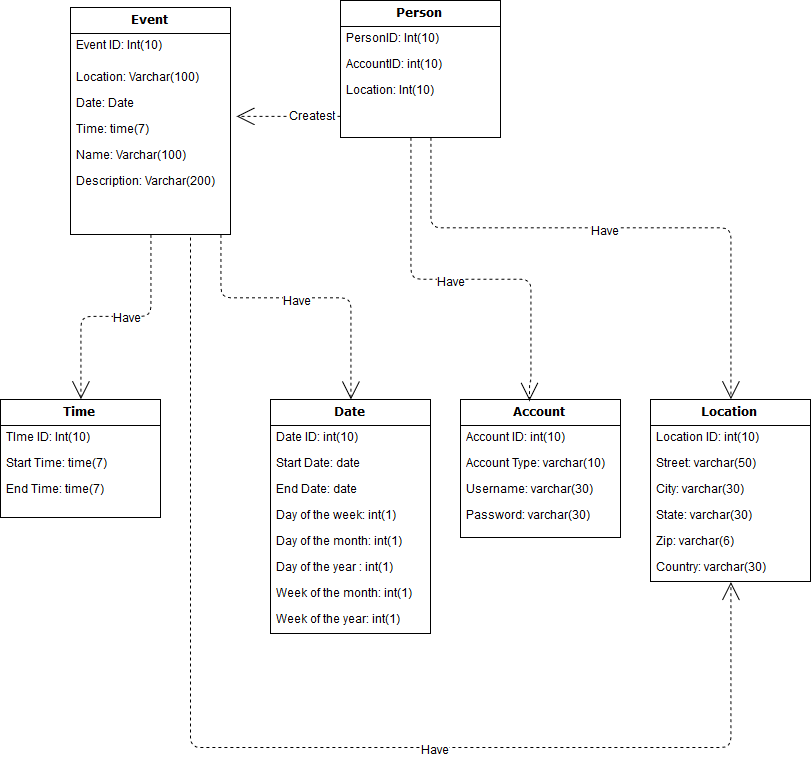 Event
Event ID: Int(10)
Location: Varchar(100)
Date: Date
Time: time(7)
Name: Varchar(100)
Description: Varchar(200)
Person
PersonID: Int(10)
AccountID: int(10)
Location: Int(10)
Createst
Have
Have
Have
Have
Time
TIme ID: Int(10)
Start Time: time(7)
End Time: time(7)
Date
Date ID: int(10)
Start Date: date
End Date: date
Day of the week: int(1)
Day of the month: int(1)
Day of the year : int(1)
Week of the month: int(1)
Week of the year: int(1)
Account
Account ID: int(10)
Account Type: varchar(10)
Username: varchar(30)
Password: varchar(30)
Location
Location ID: int(10)
Street: varchar(50)
City: varchar(30)
State: varchar(30)
Zip: varchar(6)
Country: varchar(30)
Have